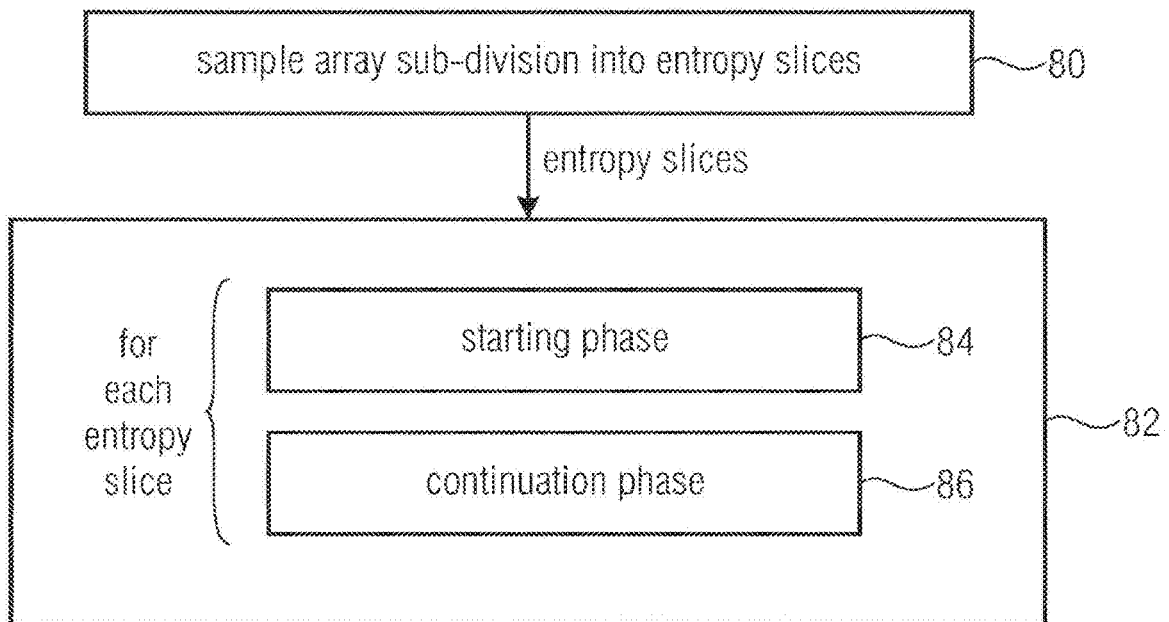 sample array sub-division into entropy slices
80
entropy slices
for
each
entropy
slice
starting phase
84
continuation phase
86
82